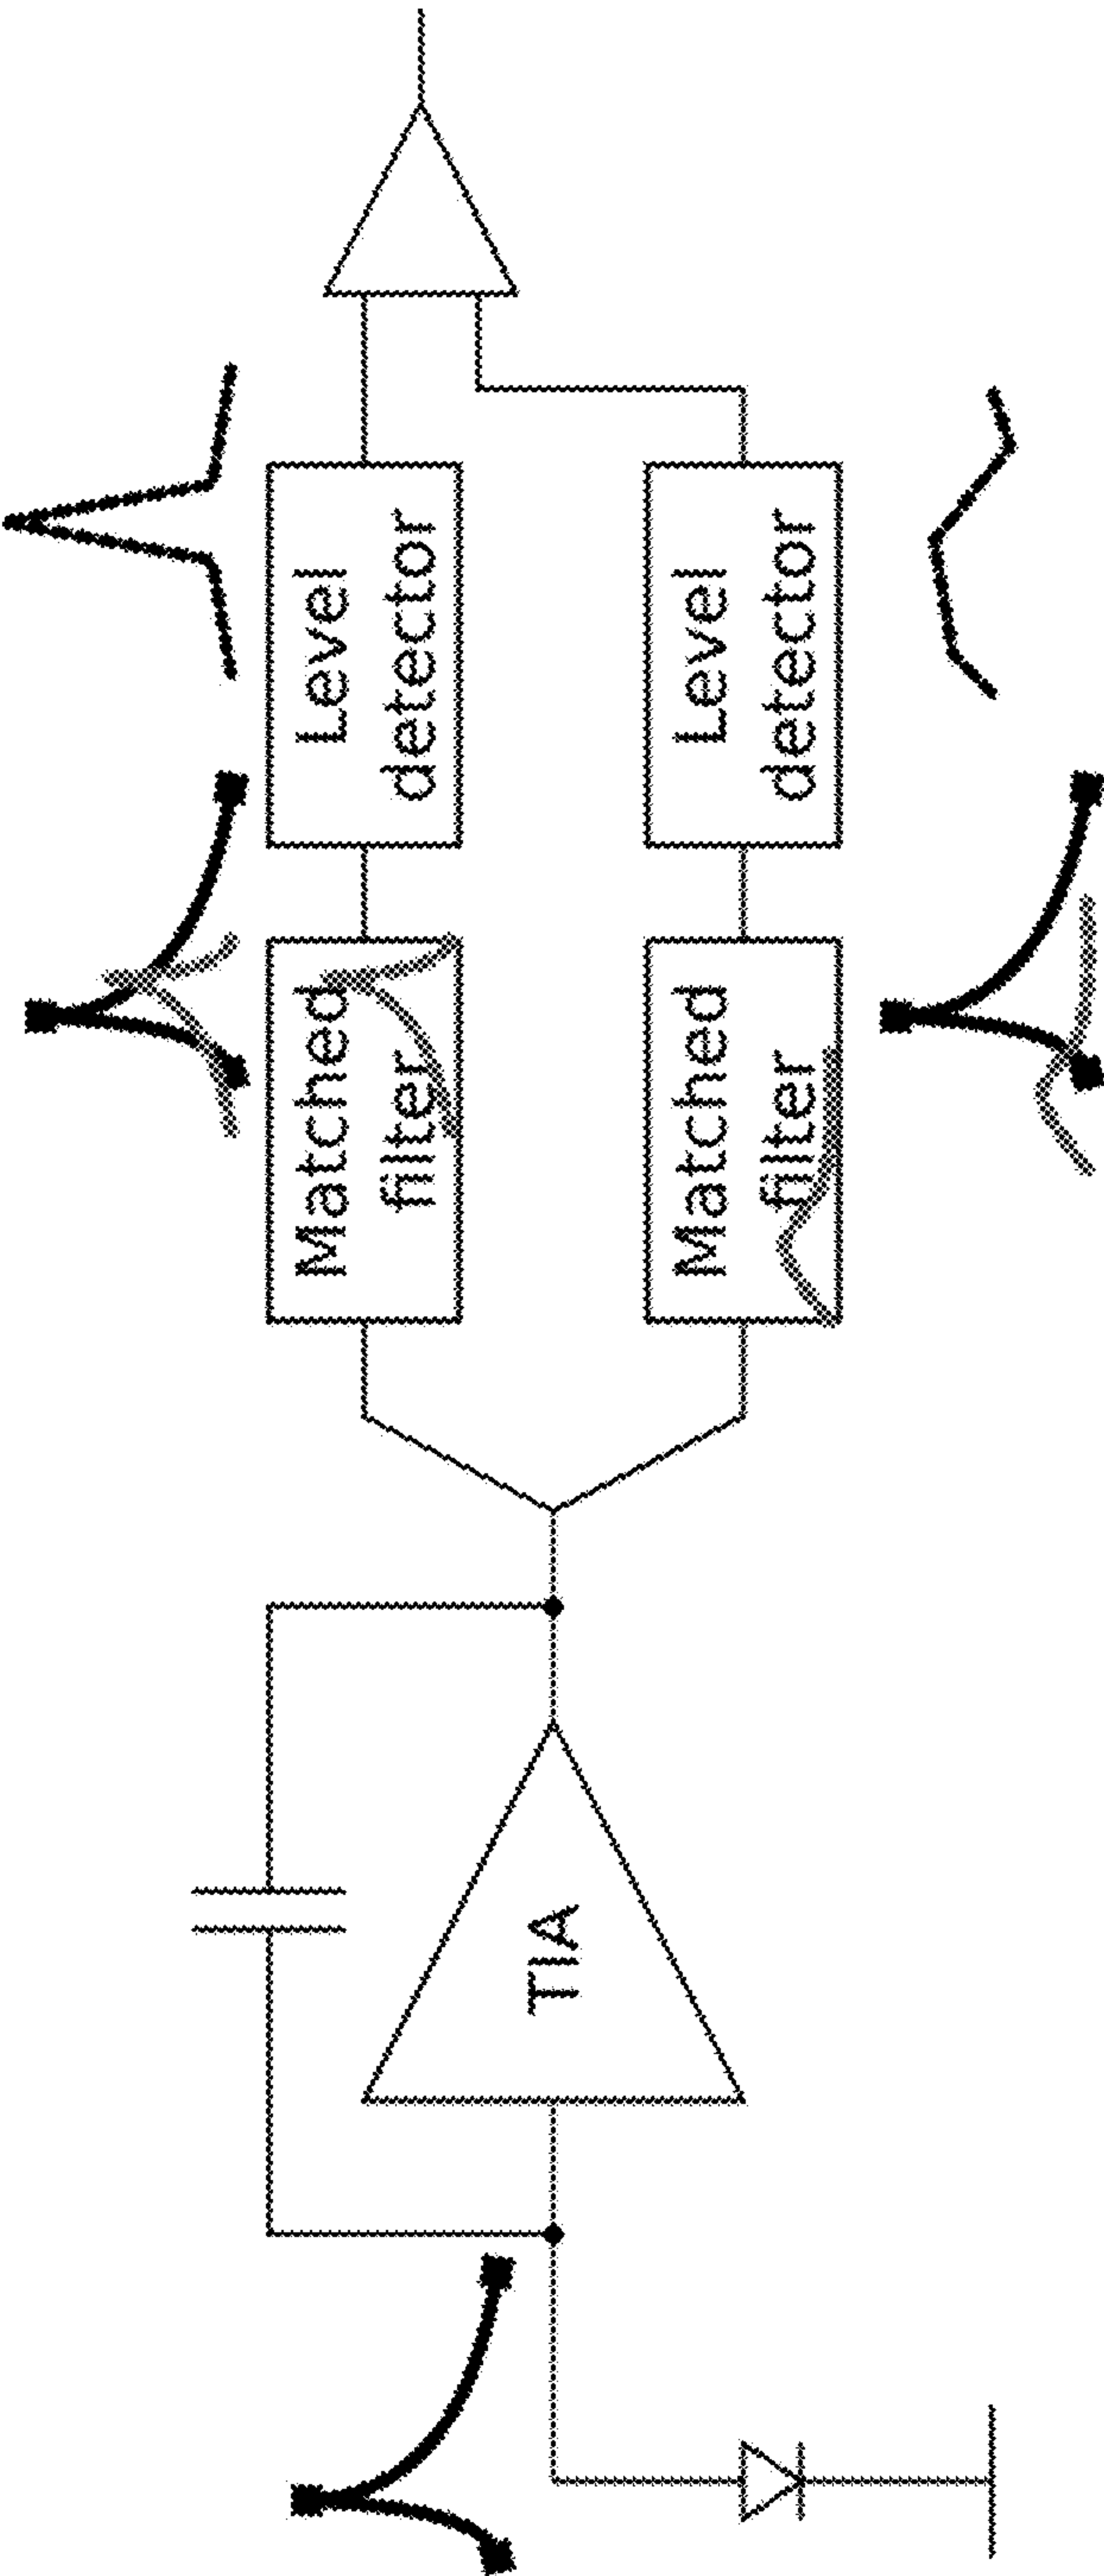 TIA
Matched
filter
Level
detector
Matched
filter
Level
detector